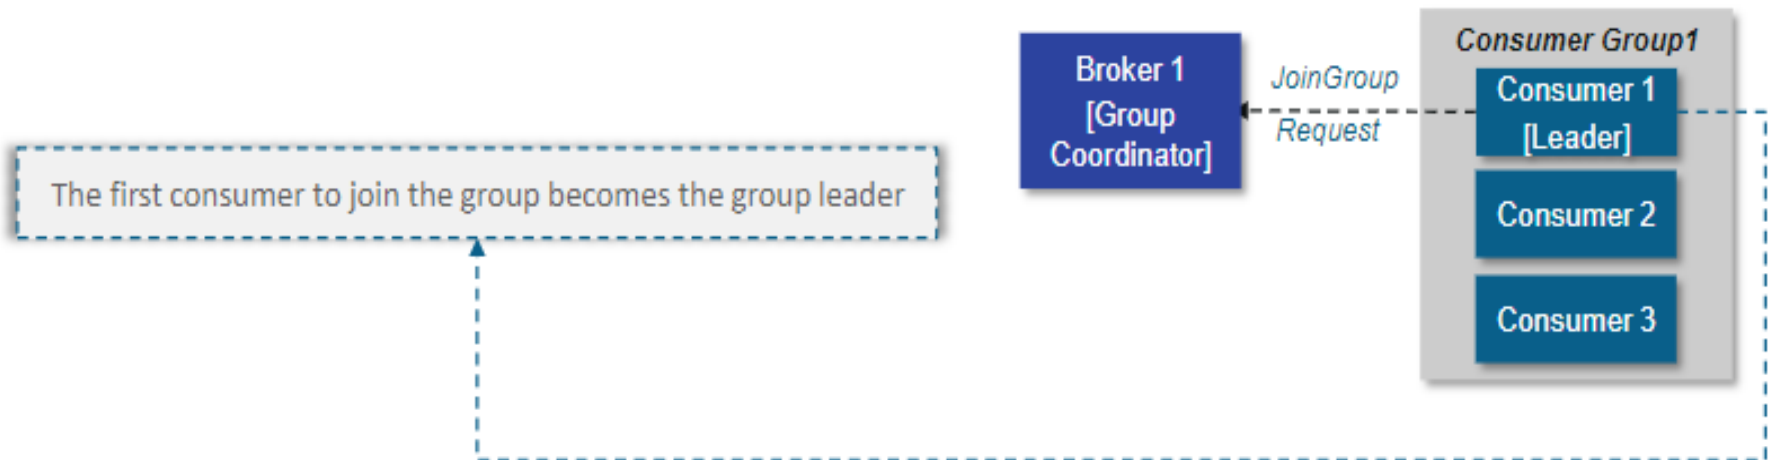 The first consumer to join the group becomes the group leader
Broker 1
[Group
Coordinator]
JoinGroup
Request
Consumer Group1
Consumer 1
[Leader]
Consumer 2
Consumer 3